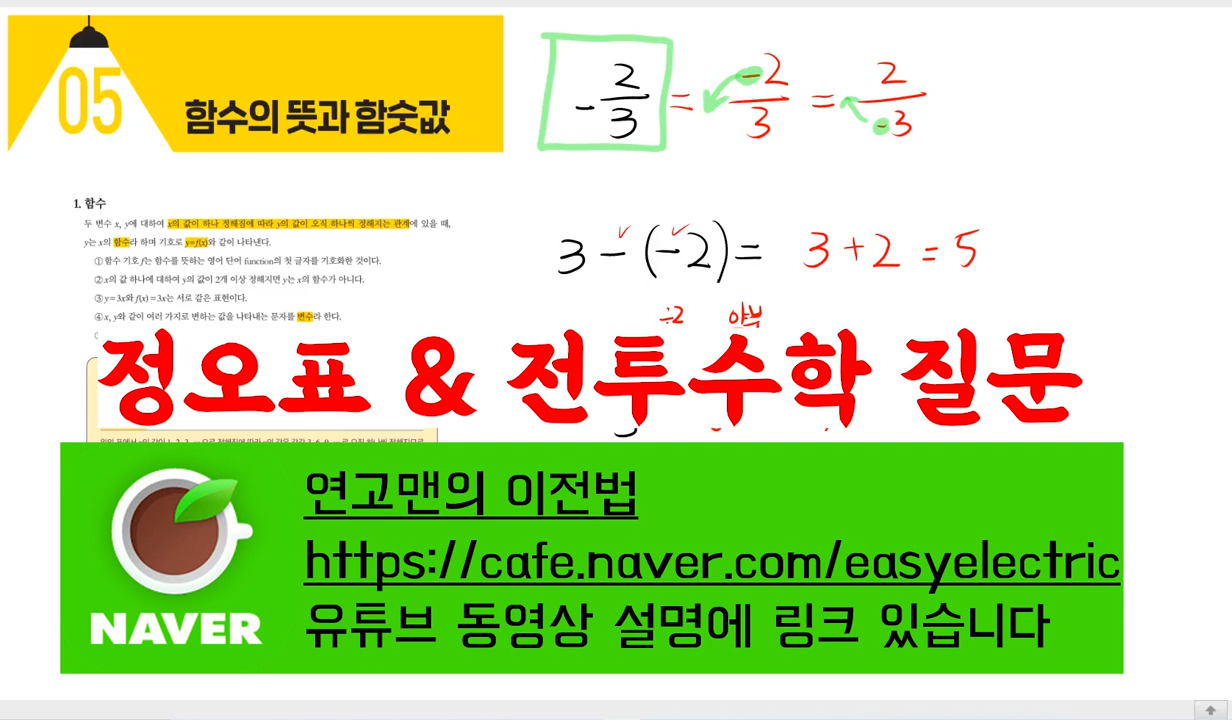 05
함수의 뜻과 함숫값
- 2/3 = -2/3 = 2/-3
1. 함수
두 변수 x, y에 대하여 x의 값이 하나 정해짐에 따라 y의 값이 오직 하나씩 정해지는 관계에 있을 때,
y는 x의 함수라 하며 기호로 y=f(x)와 같이 나타낸다.
① 함수 기호 f는 함수를 뜻하는 영어 단어 function의 첫 글자를 기호화한 것이다.
② x의 값 하나에 대하여 y의 값이 2개 이상 정해지면 y는 x의 함수가 아니다.
③ y=3x와 f(x)=3x는 서로 같은 표현이다.
④ x, y와 같이 여러 가지로 변하는 값을 나타내는 문자를 변수라 한다.
3 - (-2) = 3 + 2 = 5
÷2 야부
정오표 & 전투수학 질문
연고맨의 이전법
https://cafe.naver.com/easyelectric
유튜브 동영상 설명에 링크 있습니다
NAVER